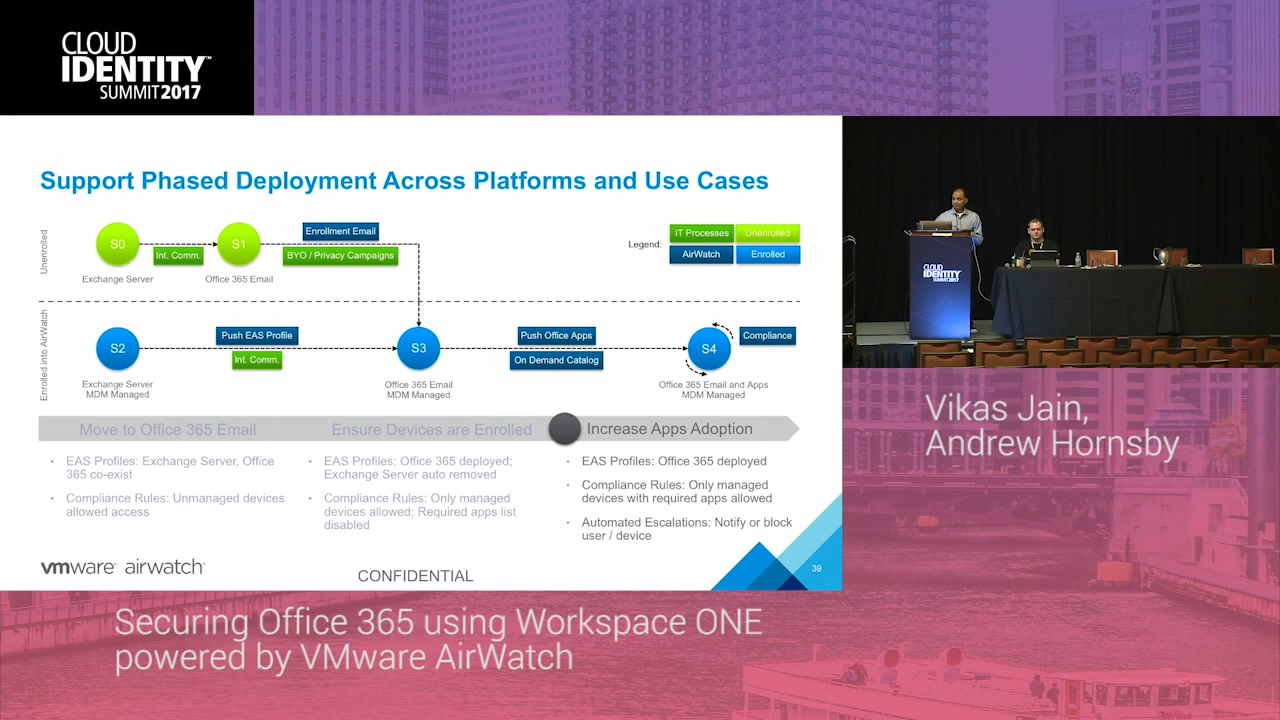 CLOUD
IDENTITY™
SUMMIT 2017
Support Phased Deployment Across Platforms and Use Cases
Unenrolled
S0
Int. Comm.
S1
Enrollment Email
BYO / Privacy Campaigns
Exchange Server
Office 365 Email
Legend:
IT Processes
Unenrolled
AirWatch
Enrolled
Enrolled into AirWatch
S2
Push EAS Profile
Int. Comm.
S3
Push Office Apps
On Demand Catalog
S4
Compliance
Exchange Server
MDM Managed
Office 365 Email
MDM Managed
Office 365 Email and Apps
MDM Managed
Move to Office 365 Email
Ensure Devices are Enrolled
Increase Apps Adoption
• EAS Profiles: Exchange Server, Office
365 co-exist
• Compliance Rules: Unmanaged devices
allowed access
• EAS Profiles: Office 365 deployed;
Exchange Server auto removed
• Compliance Rules: Only managed
devices allowed; Required apps list
disabled
• EAS Profiles: Office 365 deployed
• Compliance Rules: Only managed
devices with required apps allowed
• Automated Escalations: Notify or block
user / device
vmware airwatch
CONFIDENTIAL
39
CLOUD
IDENTITY
SUMMIT 2017
Vikas Jain,
Andrew Hornsby
Securing Office 365 using Workspace ONE
powered by VMware AirWatch